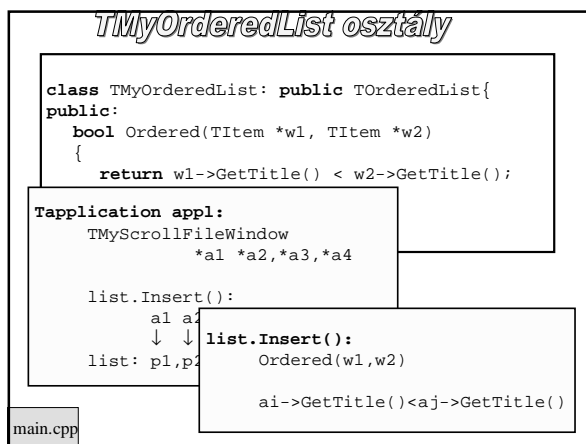 TMyOrderedList osztály
class TMyOrderedList: public TOrderedList{
public:
bool Ordered(TItem *w1, TItem *w2)
{
return w1->GetTitle() < w2->GetTitle();
Tapplication appl:
TMyScrollFileWindow
*a1 *a2,*a3,*a4
list.Insert():
a1 a2
↓ ↓
list: p1,p2
list.Insert():
Ordered(w1,w2)
ai->GetTitle()<aj->GetTitle()
main.cpp